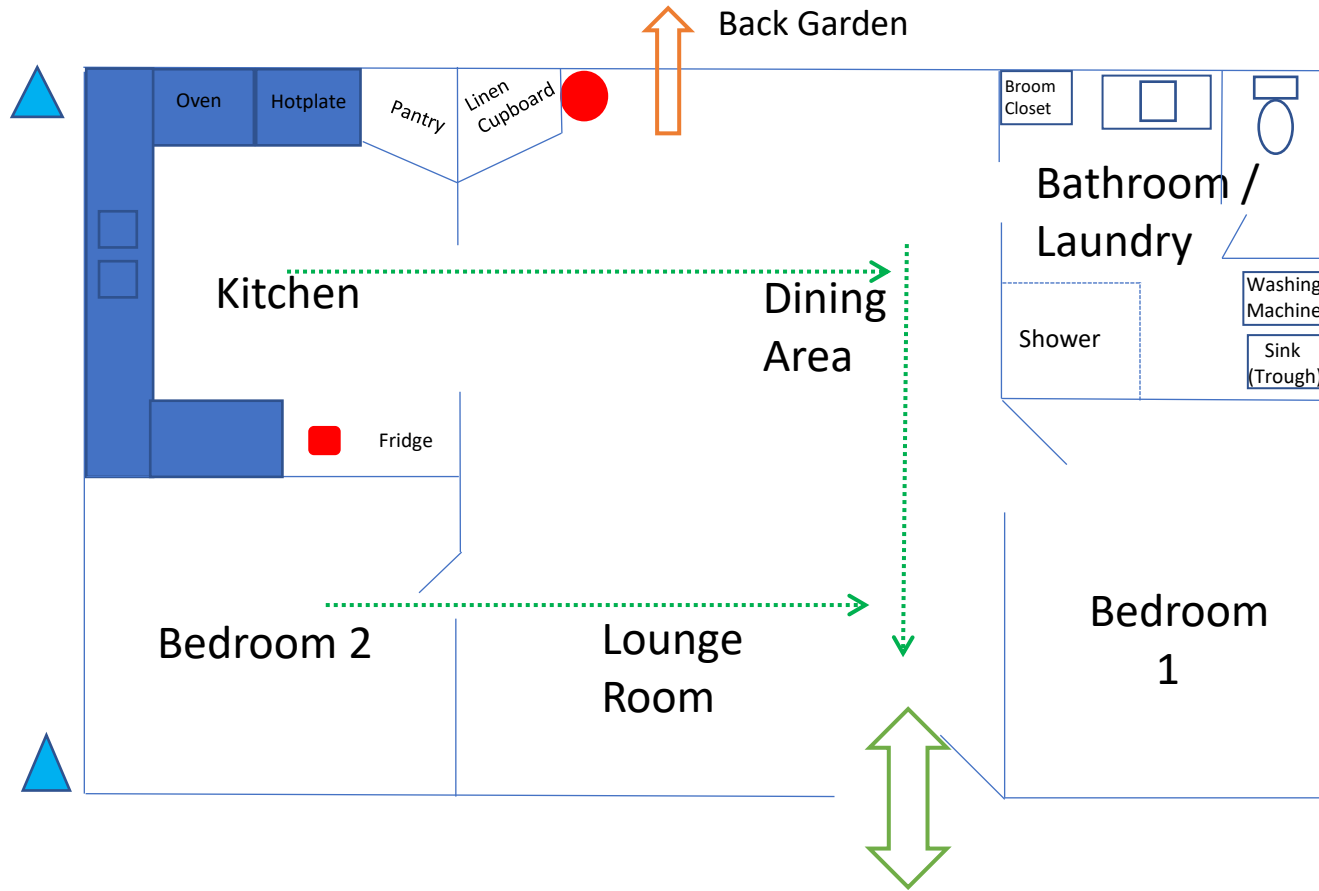 Back Garden
Oven
Hotplate
Pantry
Linen
Cupboard
Broom
Closet
Bathroom /
Laundry
Kitchen
Dining
Area
Washing
Machine
Shower
Sink
(Trough)
Fridge
Bedroom 2
Lounge
Room
Bedroom
1